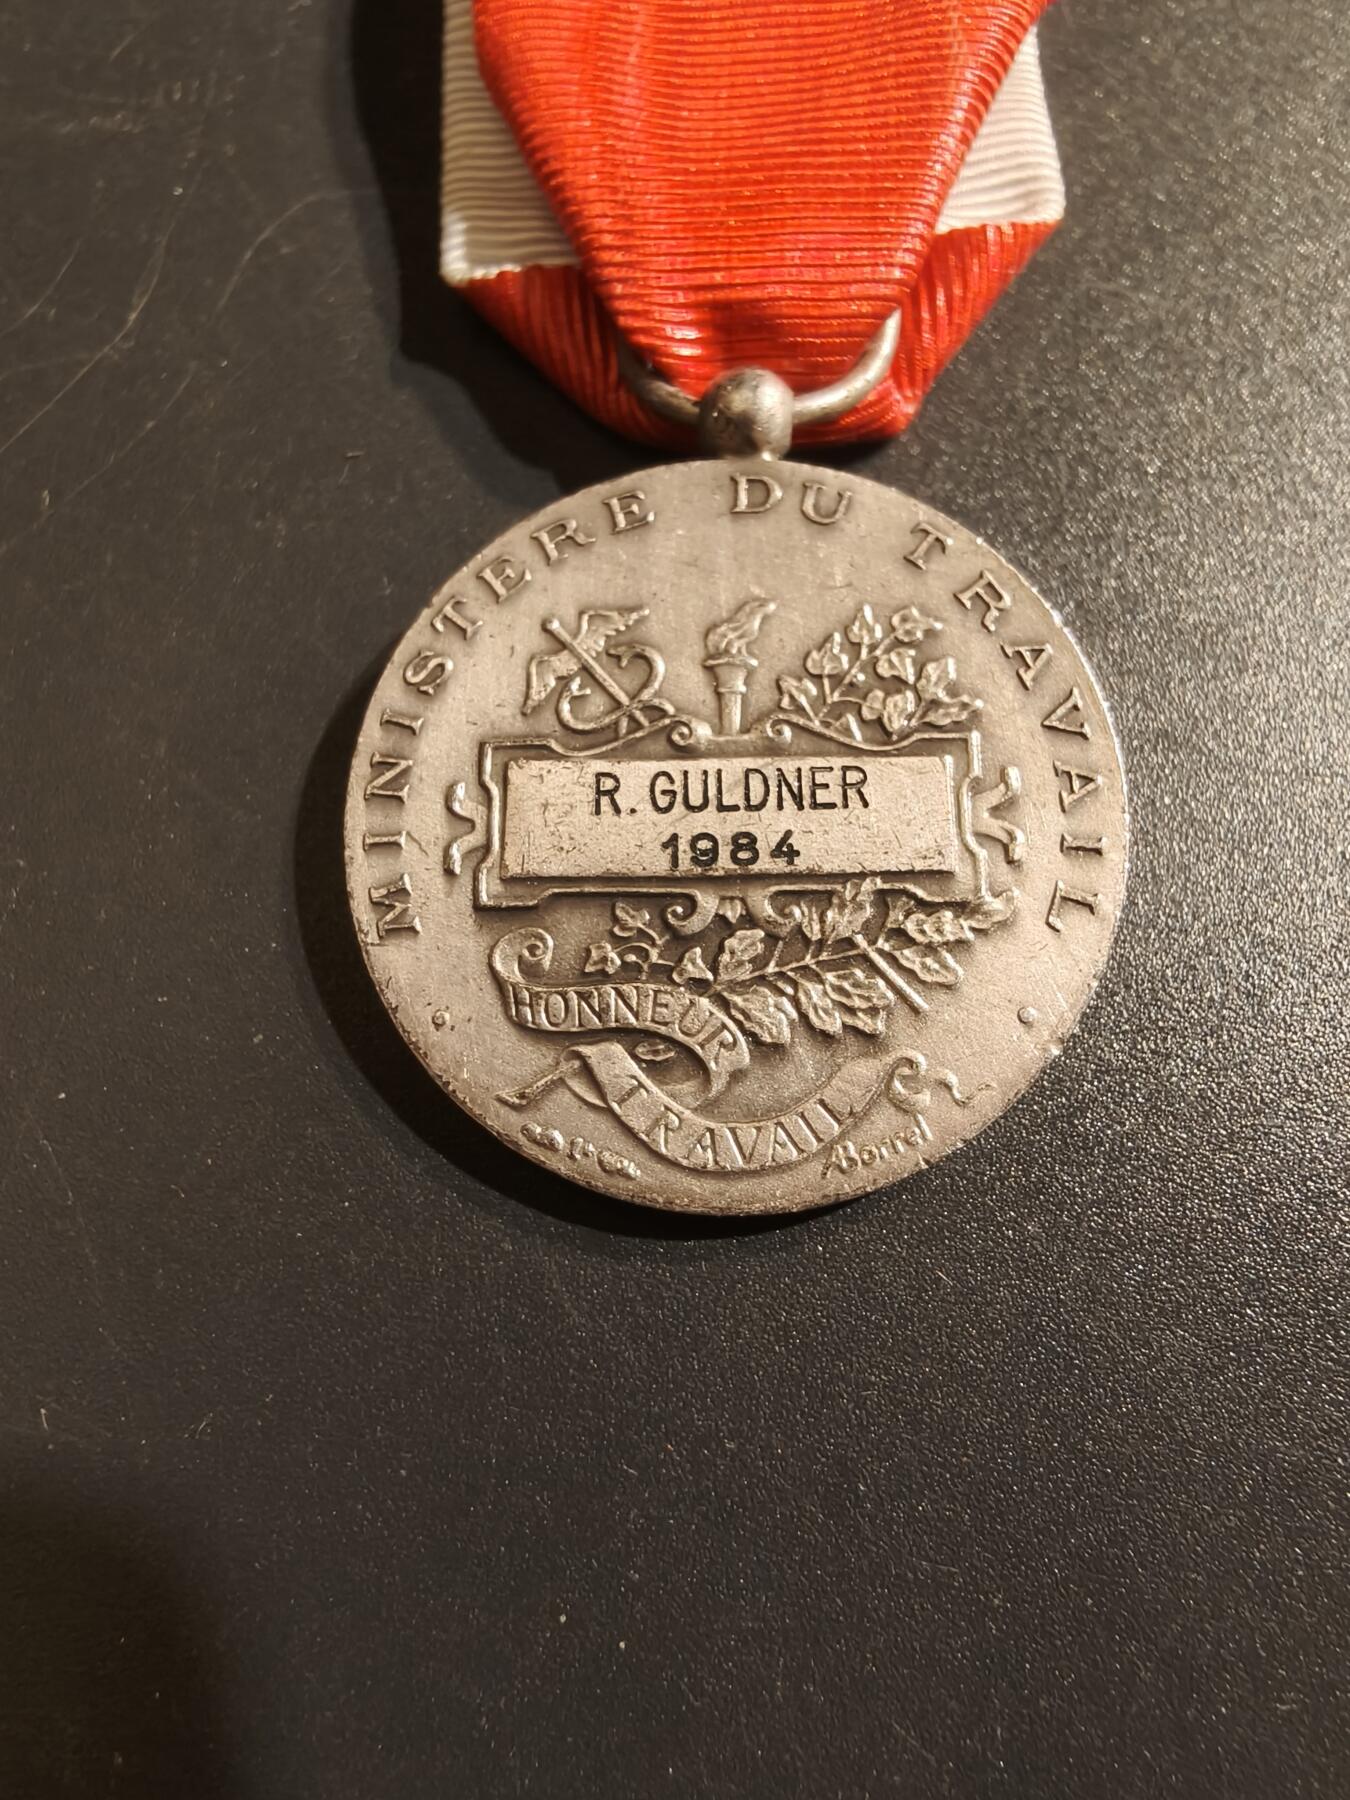 MINISTERE DU TRAVAIL
R. GULDNER
1984
HONNEUR
TRAVAIL
A Borrel